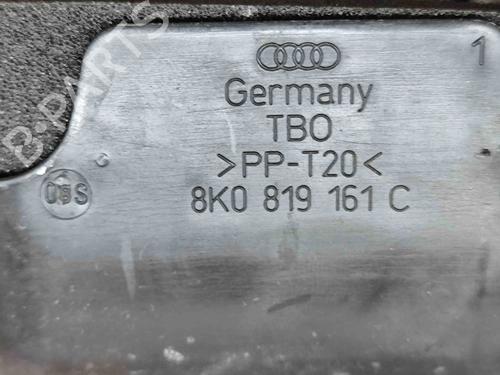 B-PARTS
1
Germany
TBO
>PP-T20<
8K0 819 161 C